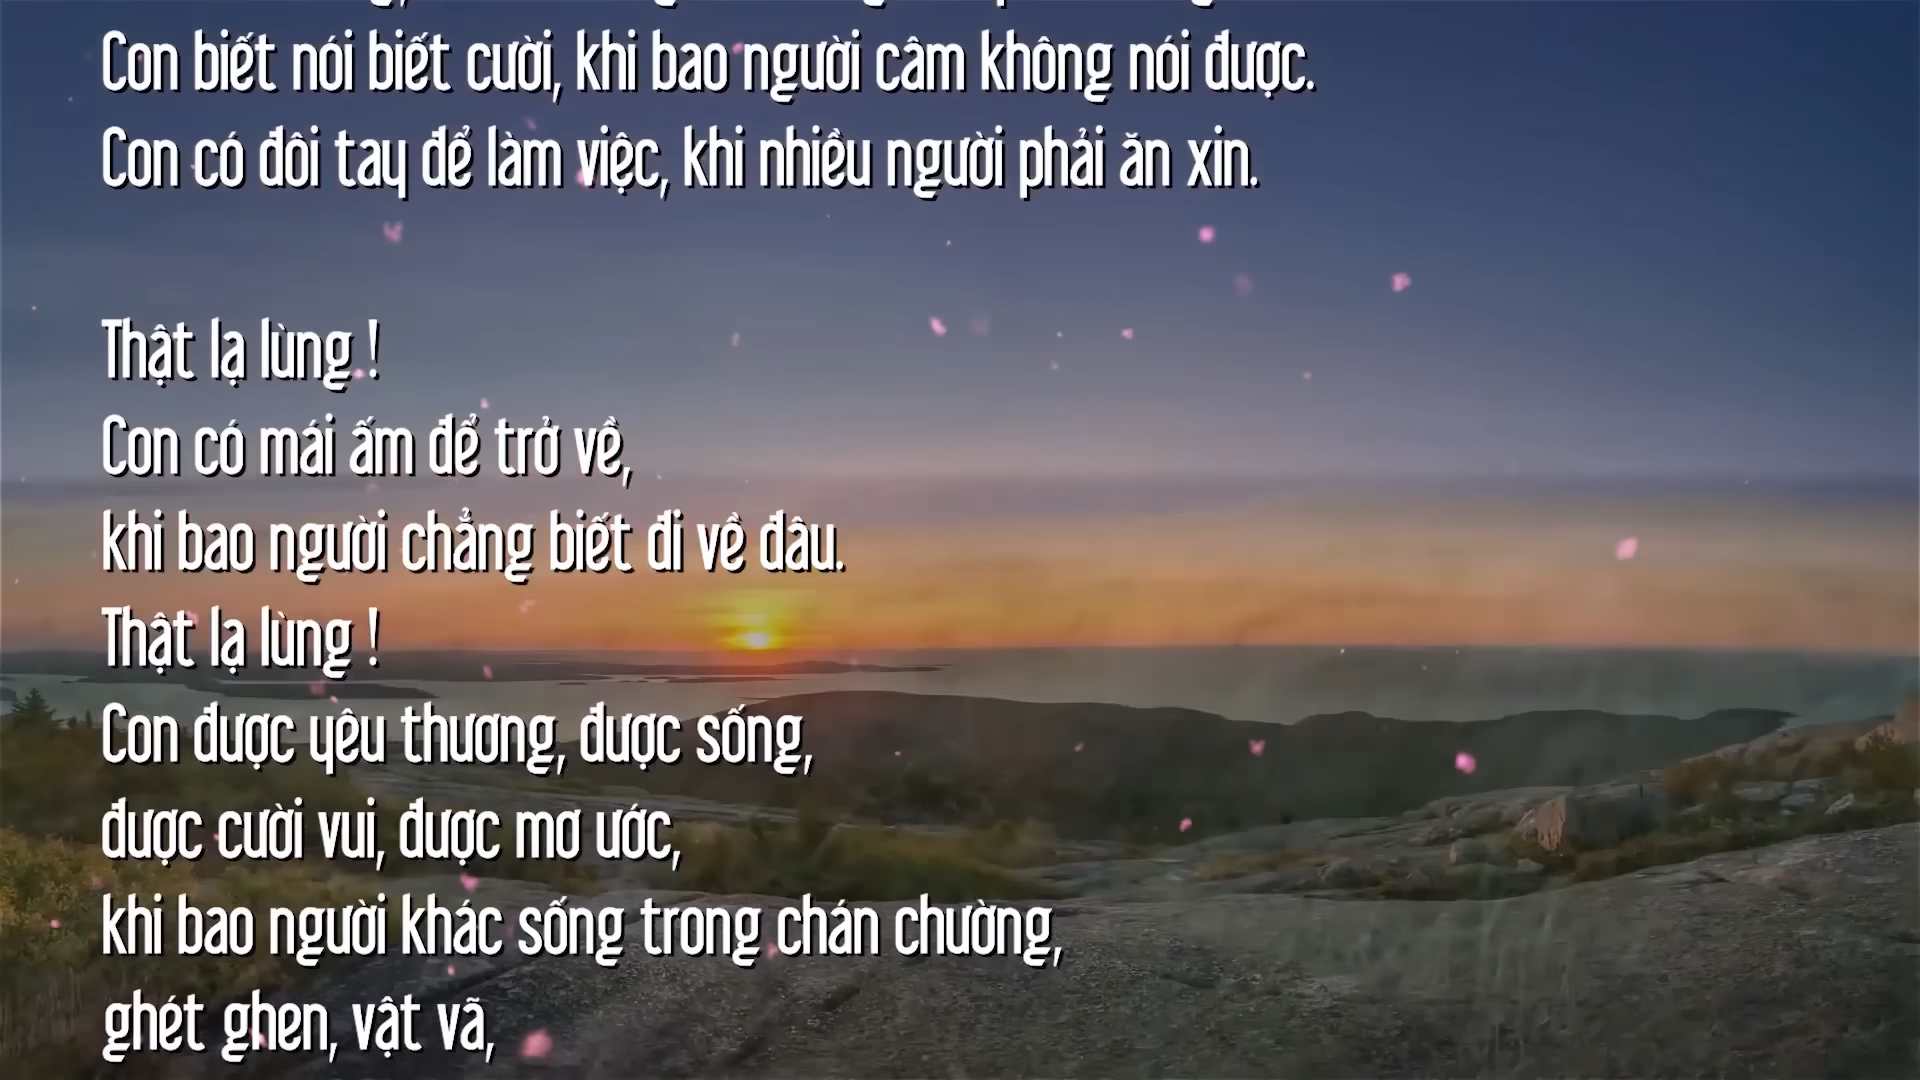 Con biết nói biết cười, khi bao người câm không nói được.
Con có đôi tay để làm việc, khi nhiều người phải ăn xin.
Thật lạ lùng !
Con có mái ấm để trở về,
khi bao người chẳng biết đi về đâu.
Thật lạ lùng !
Con được yêu thương, được sống,
được cười vui, được mơ ước,
khi bao người khác sống trong chán chường,
ghét ghen, vật vã,